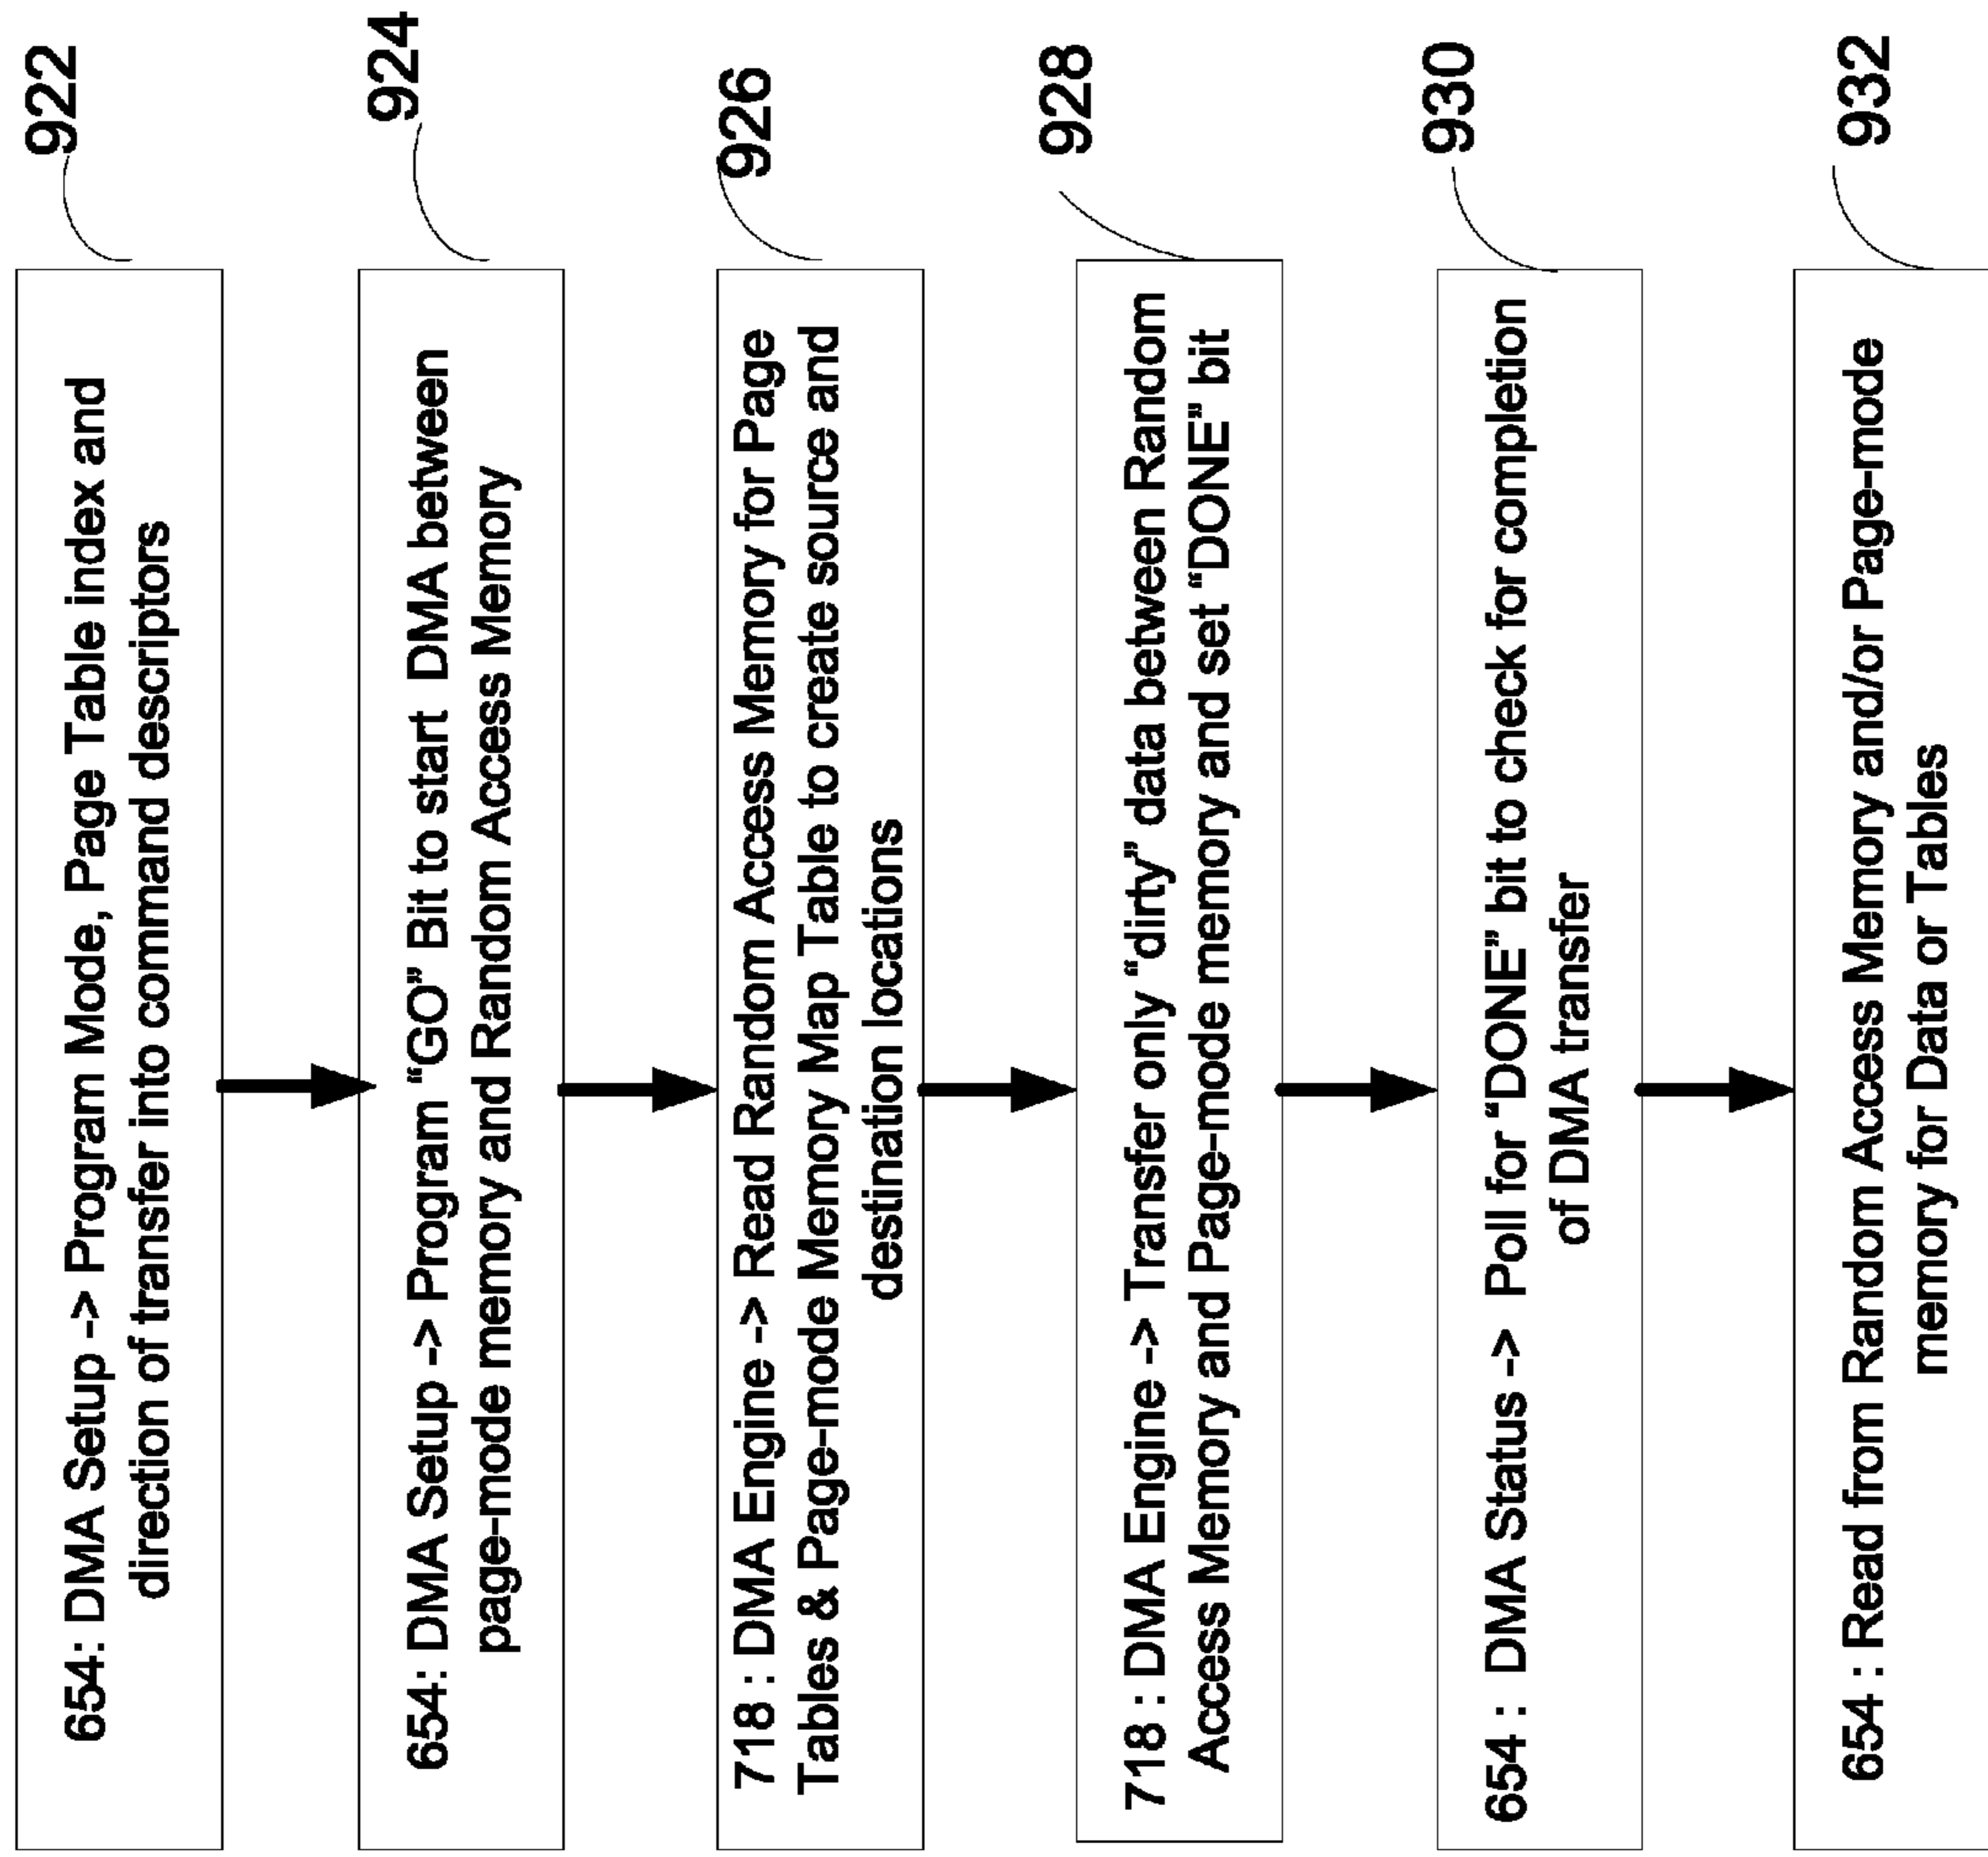 922
654: DMA Setup -> Program Mode, Page Table index and
direction of transfer into command descriptors
924
654: DMA Setup -> Program “GO” Bit to start DMA between
page-mode memory and Random Access Memory
926
718 : DMA Engine -> Read Random Access Memory for Page
Tables & Page-mode Memory Map Table to create source and
destination locations
928
718 : DMA Engine -> Transfer only “dirty” data between Random
Access Memory and Page-mode memory and set “DONE” bit
930
654 : DMA Status -> Poll for “DONE” bit to check for completion
of DMA transfer
932
654 : Read from Random Access Memory and/or Page-mode
memory for Data or Tables